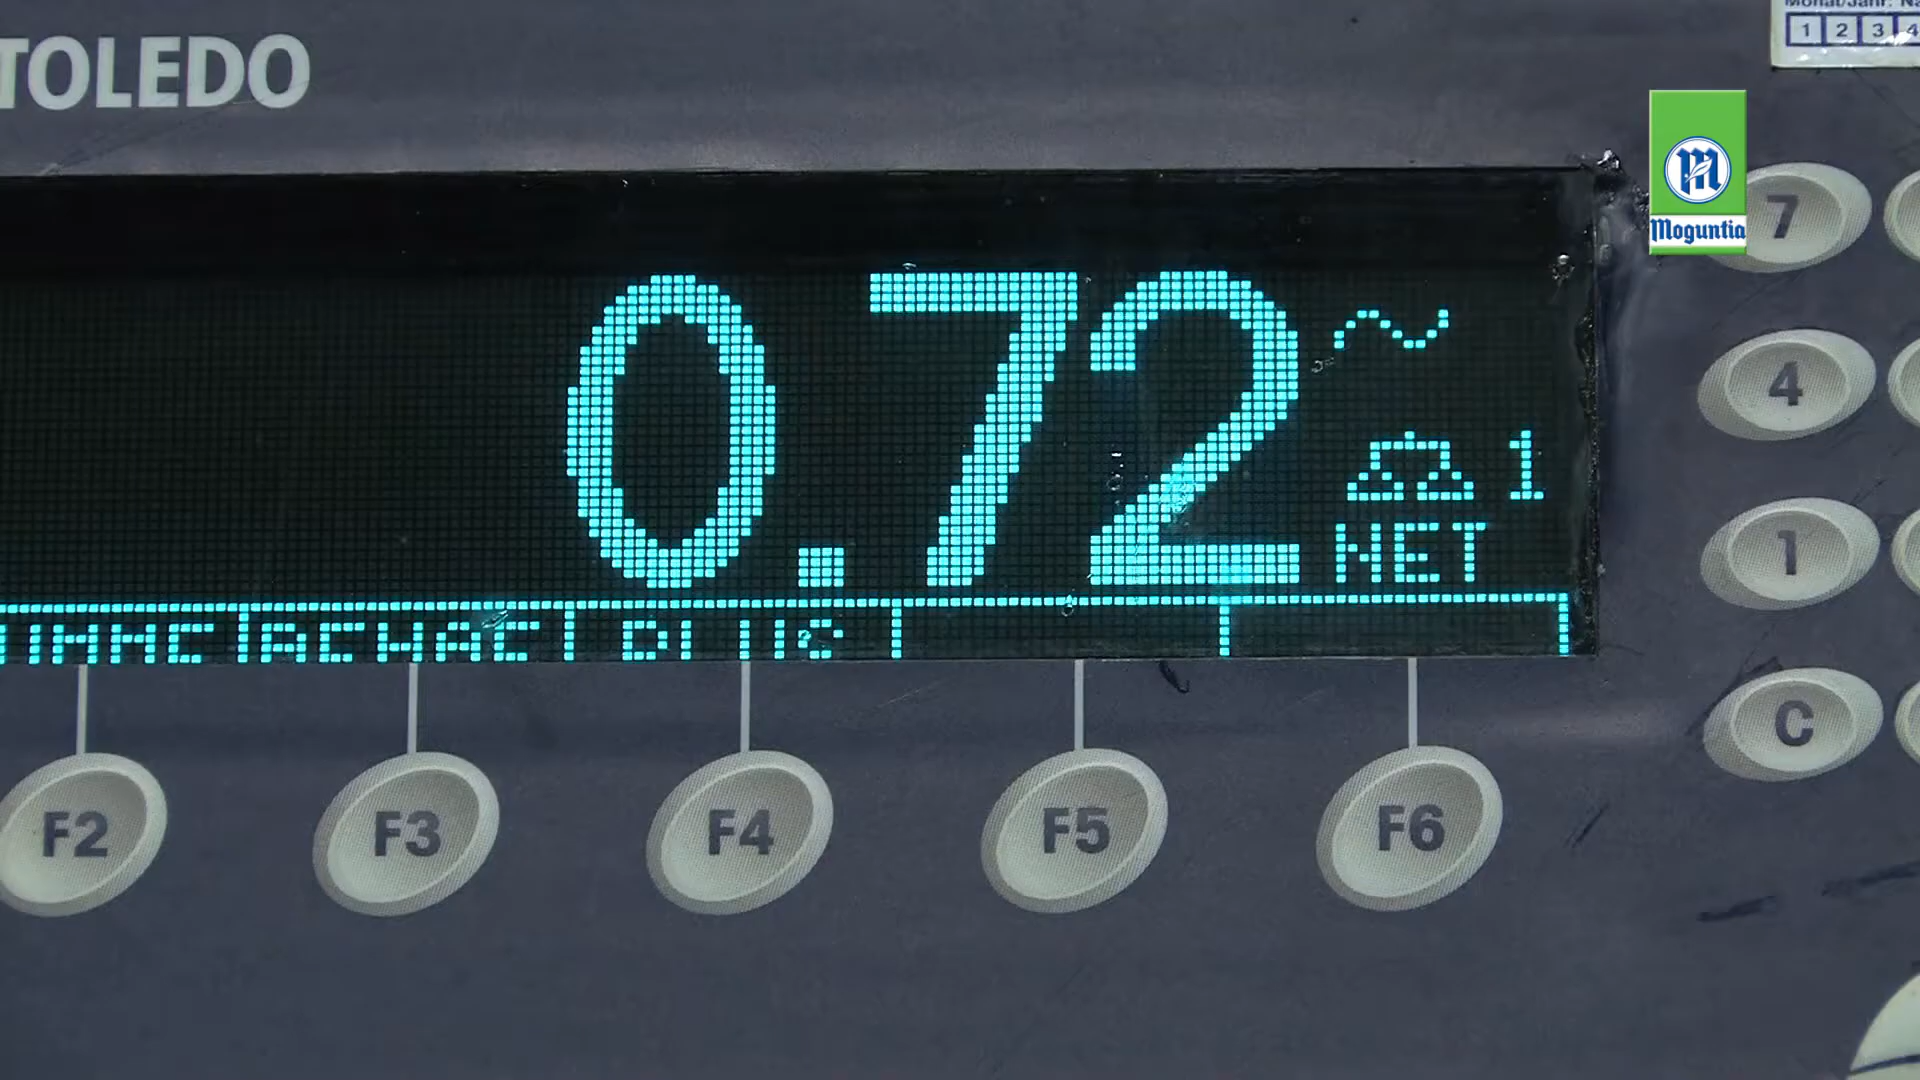 TOLEDO
1 2 3 4
Moguntia
7
0.72 ~
4
1
NET
1
C
F2 F3 F4 F5 F6